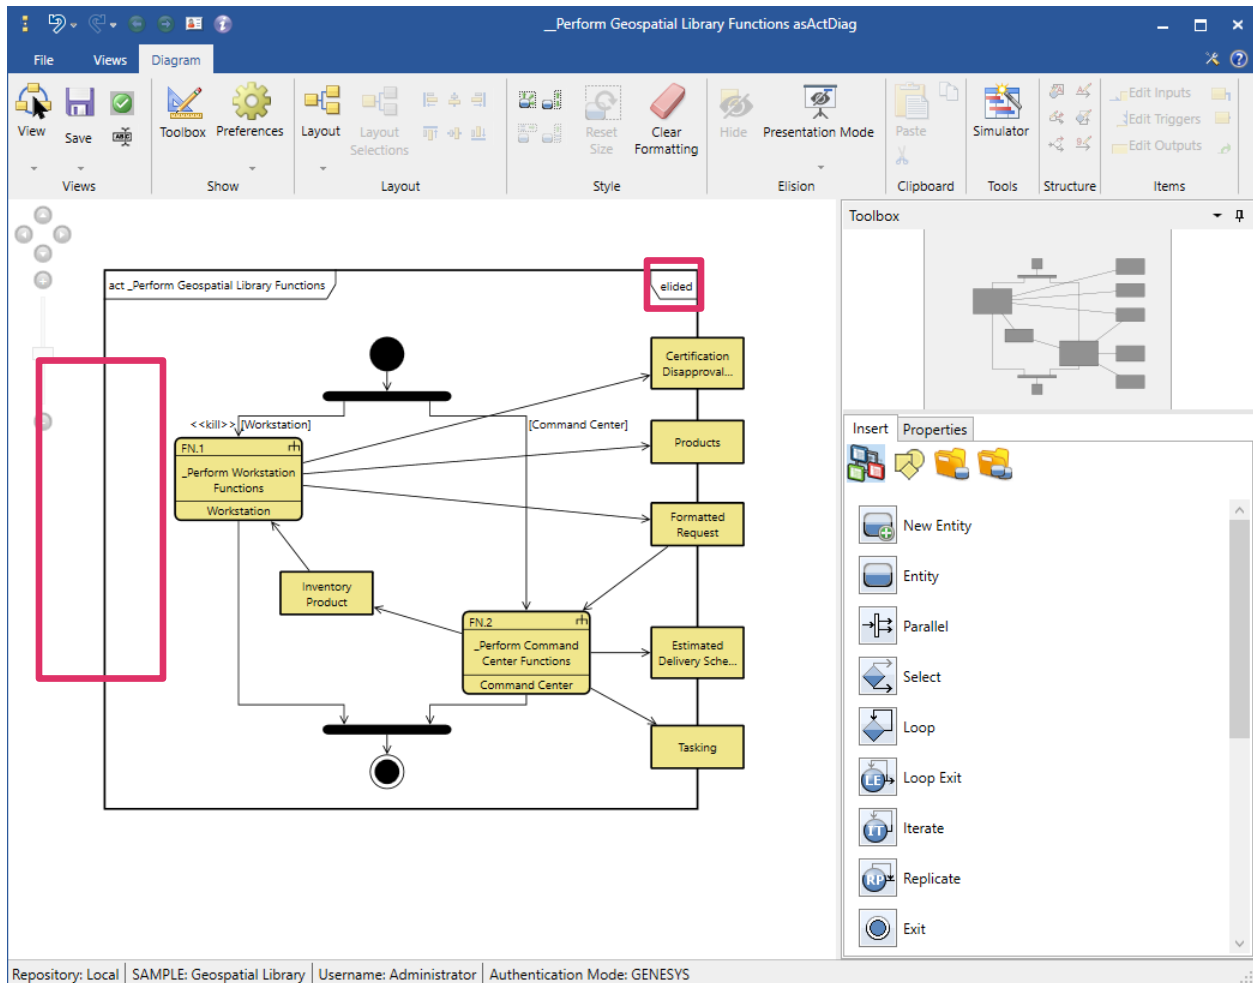 _Perform Geospatial Library Functions asActDiag
File Views Diagram
View
Save
Toolbox
Preferences
Layout
Layout
Selections
Reset
Size
Clear
Formatting
Hide
Presentation Mode
Paste
Simulator
Edit Inputs
Edit Triggers
Edit Outputs
Views
Show
Layout
Style
Elision
Clipboard
Tools
Structure
Items
Toolbox
act _Perform Geospatial Library Functions
elided
Certification
Disapproval...
<<kill>>
[Workstation]
[Command Center]
FN.1
_Perform Workstation
Functions
Workstation
Products
Formatted
Request
Inventory
Product
FN.2
_Perform Command
Center Functions
Command Center
Estimated
Delivery Sche...
Tasking
Insert Properties
New Entity
Entity
Parallel
Select
Loop
LE
Loop Exit
IT
Iterate
RP
Replicate
Exit
Repository: Local SAMPLE: Geospatial Library Username: Administrator Authentication Mode: GENESYS